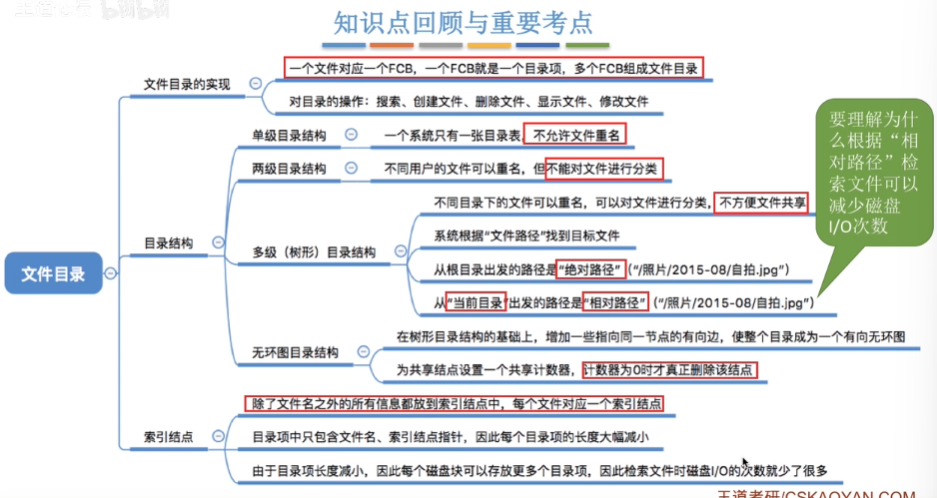 知识点回顾与重要考点
文件目录
文件目录的实现
一个文件对应一个FCB，一个FCB就是一个目录项，多个FCB组成文件目录
对目录的操作：搜索、创建文件、删除文件、显示文件、修改文件
目录结构
单级目录结构
一个系统只有一张目录表，不允许文件重名
两级目录结构
不同用户的文件可以重名，但不能对文件进行分类
多级（树形）目录结构
不同目录下的文件可以重名，可以对文件进行分类，不方便文件共享
系统根据“文件路径”找到目标文件
从根目录出发的路径是“绝对路径”（“/照片/2015-08/自拍.jpg”）
从“当前目录”出发的路径是“相对路径”（“/照片/2015-08/自拍.jpg”）
要理解为什
么根据“相
对路径”检
索文件可以
减少磁盘
I/O次数
无环图目录结构
在树形目录结构的基础上，增加一些指向同一节点的有向边，使整个目录成为一个有向无环图
为共享结点设置一个共享计数器，计数器为0时才真正删除该结点
索引结点
除了文件名之外的所有信息都放到索引结点中，每个文件对应一个索引结点
目录项中只包含文件名、索引结点指针，因此每个目录项的长度大幅减小
由于目录项长度减小，因此每个磁盘块可以存放更多个目录项，因此检索文件时磁盘I/O的次数就少了很多
王道考研/CSKAOYAN.COM
bilibili